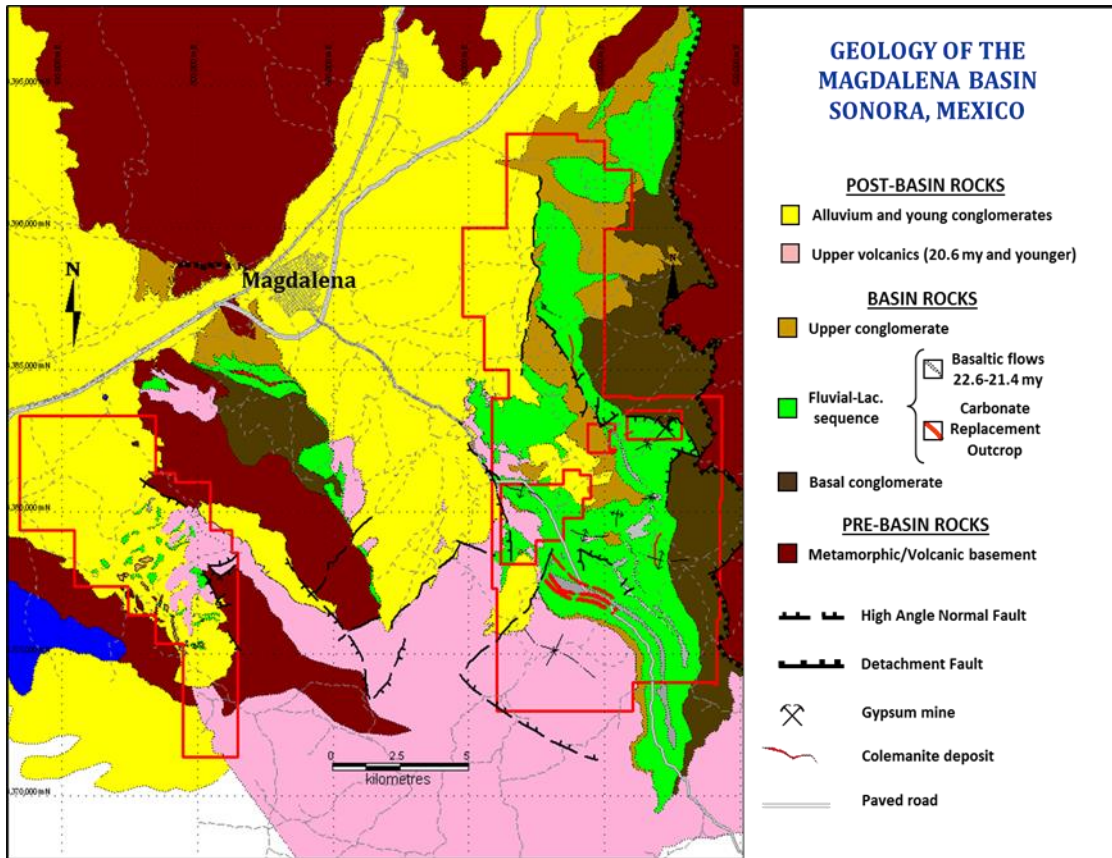 GEOLOGY OF THE
MAGDALENA BASIN
SONORA, MEXICO
POST-BASIN ROCKS
Alluvium and young conglomerates
Upper volcanics (20.6 my and younger)
BASIN ROCKS
Upper conglomerate
Fluvial-Lac.
sequence
Basaltic flows
22.6-21.4 my
Carbonate
Replacement
Outcrop
Basal conglomerate
PRE-BASIN ROCKS
Metamorphic/Volcanic basement
High Angle Normal Fault
Detachment Fault
Gypsum mine
Colemanite deposit
Paved road
N
Magdalena
0
2.5
5
kilometres